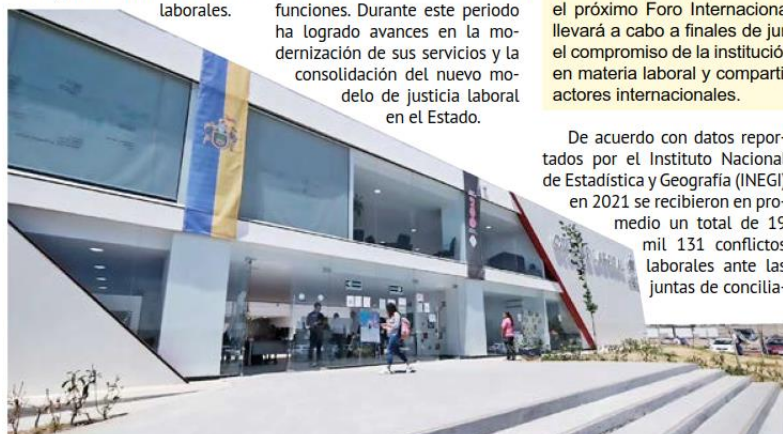 laborales.
funciones. Durante este periodo
ha logrado avances en la mo-
dernización de sus servicios y la
consolidación del nuevo mo-
delo de justicia laboral
en el Estado.
el próximo Foro Internaciona
llevará a cabo a finales de ju
el compromiso de la institució
en materia laboral y comparti
actores internacionales.
De acuerdo con datos repor-
tados por el Instituto Nacional
de Estadística y Geografía (INEGI)
en 2021 se recibieron en pro-
medio un total de 19
mil 131 conflictos
laborales ante las
juntas de concilia-